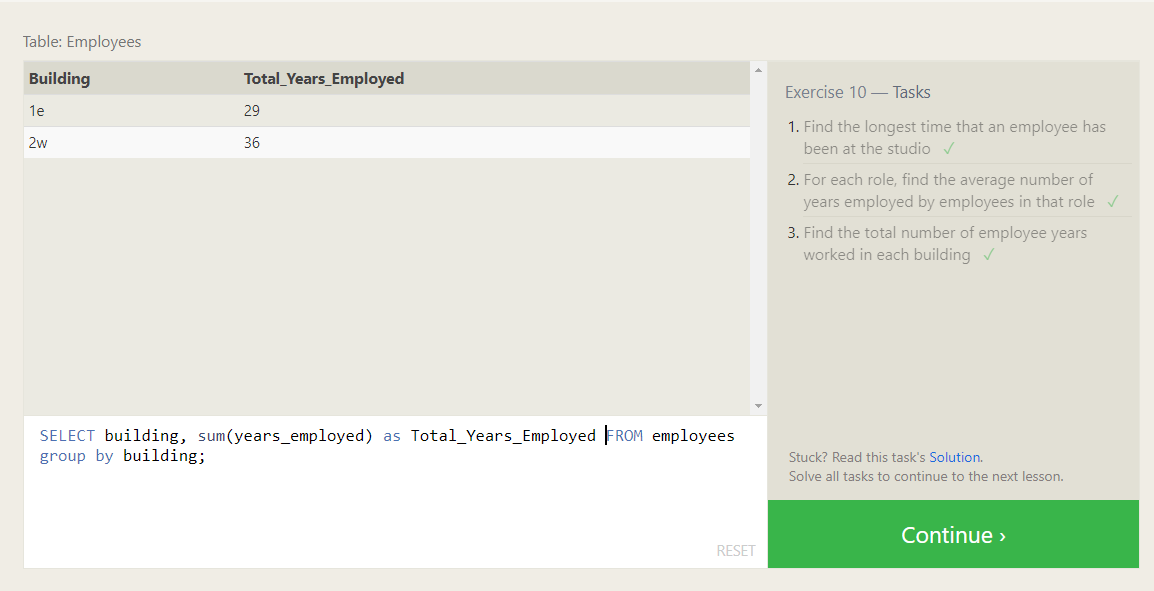 Table: Employees
Building Total_Years_Employed
1e 29
2w 36
SELECT building, sum(years_employed) as Total_Years_Employed FROM employees
group by building;
RESET
Exercise 10 — Tasks
1. Find the longest time that an employee has
been at the studio ✓
2. For each role, find the average number of
years employed by employees in that role ✓
3. Find the total number of employee years
worked in each building ✓
Stuck? Read this task's Solution.
Solve all tasks to continue to the next lesson.
Continue ›